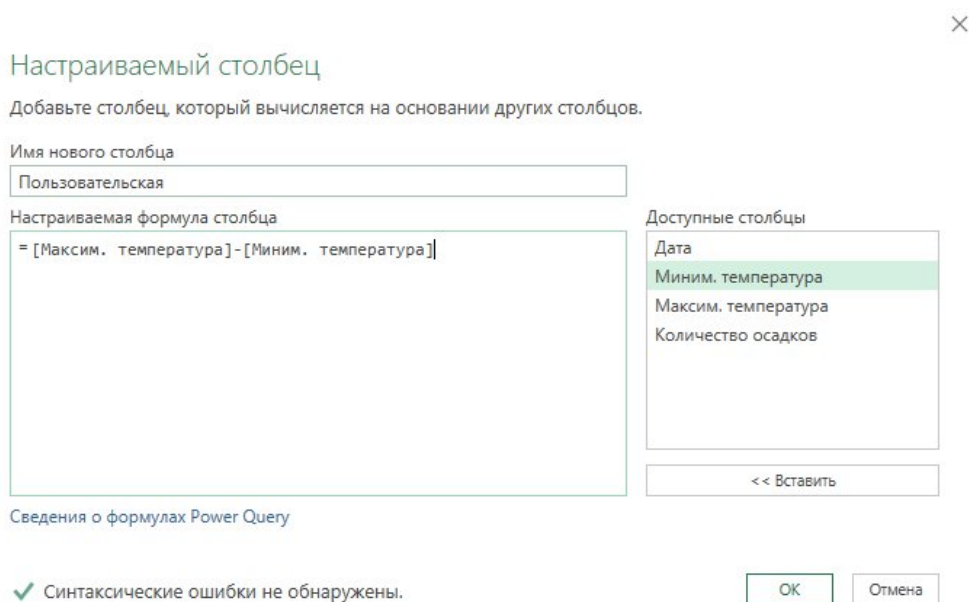 Настраиваемый столбец
Добавьте столбец, который вычисляется на основании других столбцов.
Имя нового столбца
Пользовательская
Настраиваемая формула столбца
= [Максим. температура]-[Миним. температура]
Доступные столбцы
Дата
Миним. температура
Максим. температура
Количество осадков
<< Вставить
Сведения о формулах Power Query
Синтаксические ошибки не обнаружены.
ОК
Отмена